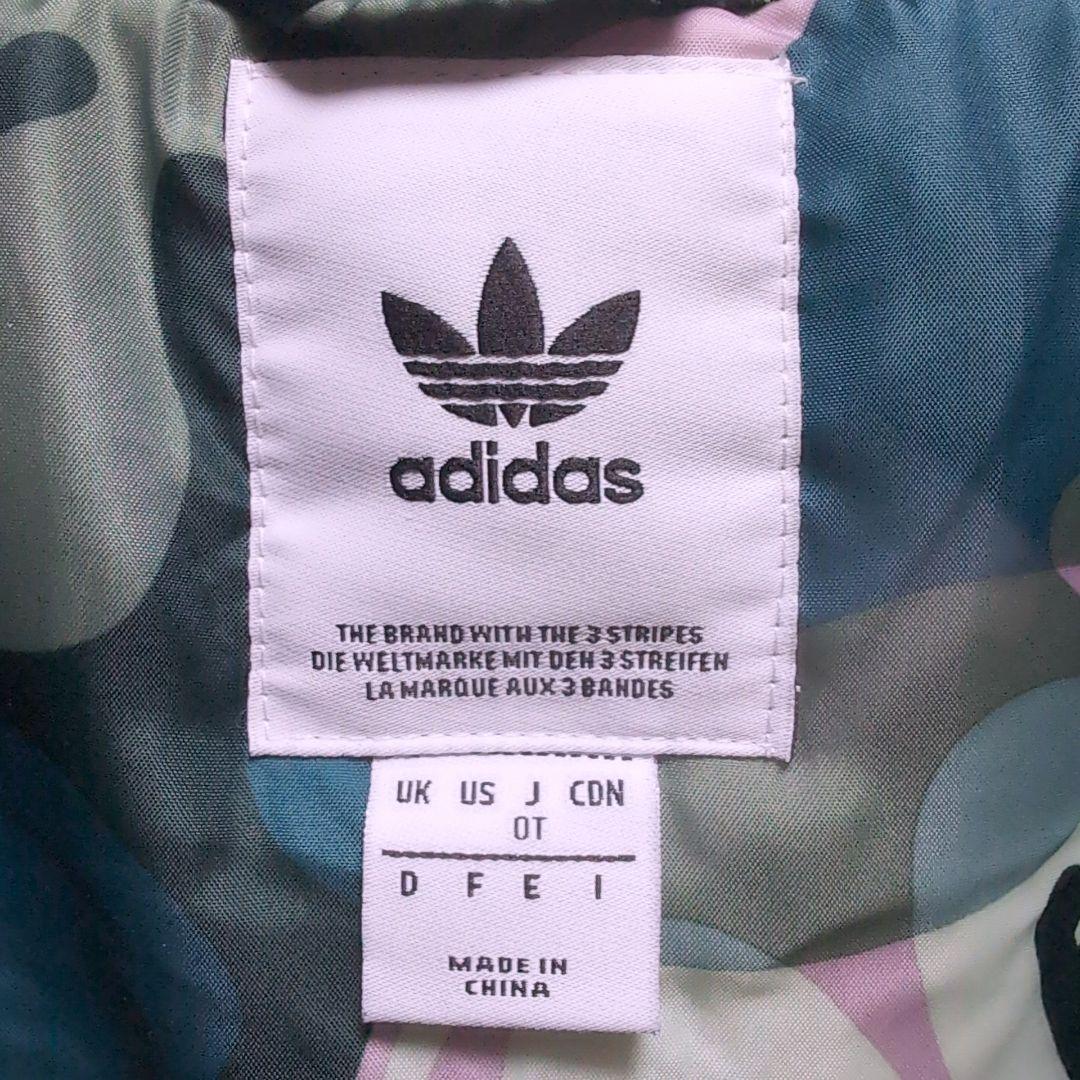 adidas
THE BRAND WITH THE 3 STRIPES
DIE WELTMARKE MIT DEN 3 STREIFEN
LA MARQUE AUX 3 BANDES
UK US J CDN
OT
D F E I
MADE IN
CHINA